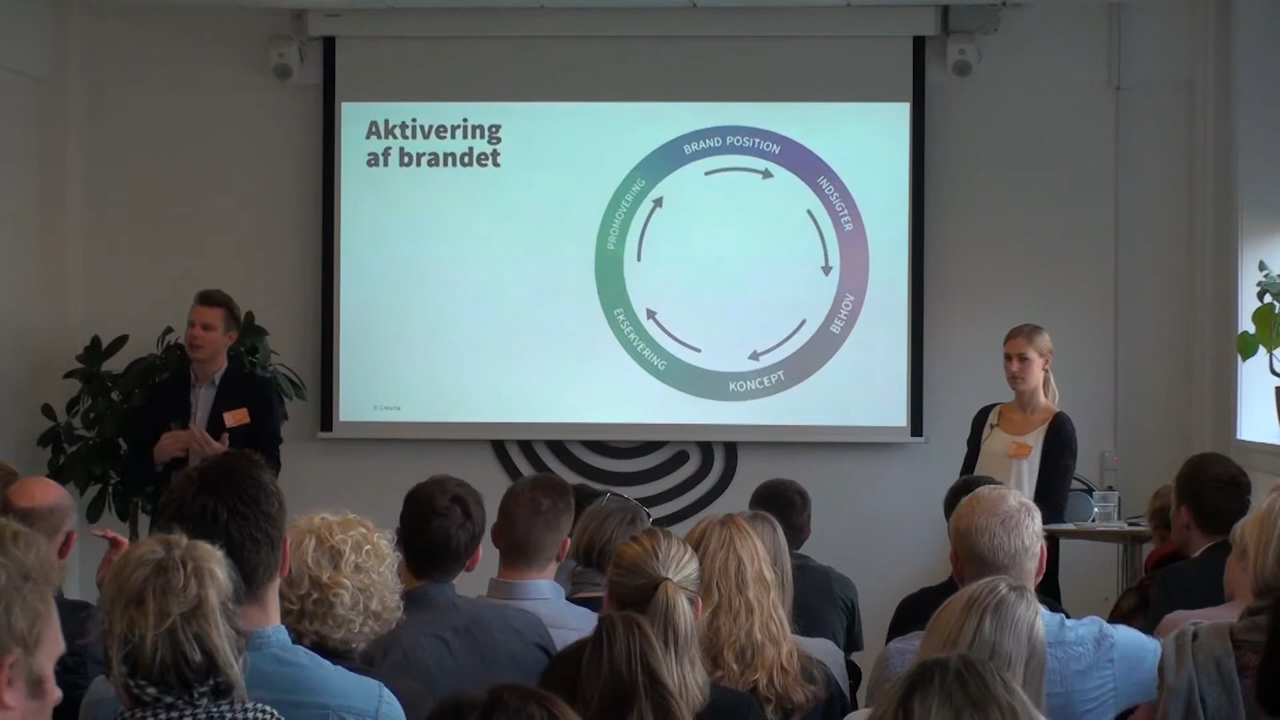 Aktivering
af brandet
BRAND POSITION
INDSIGTER
BEHOV
KONCEPT
EKSEKVERING
PROMOVERING